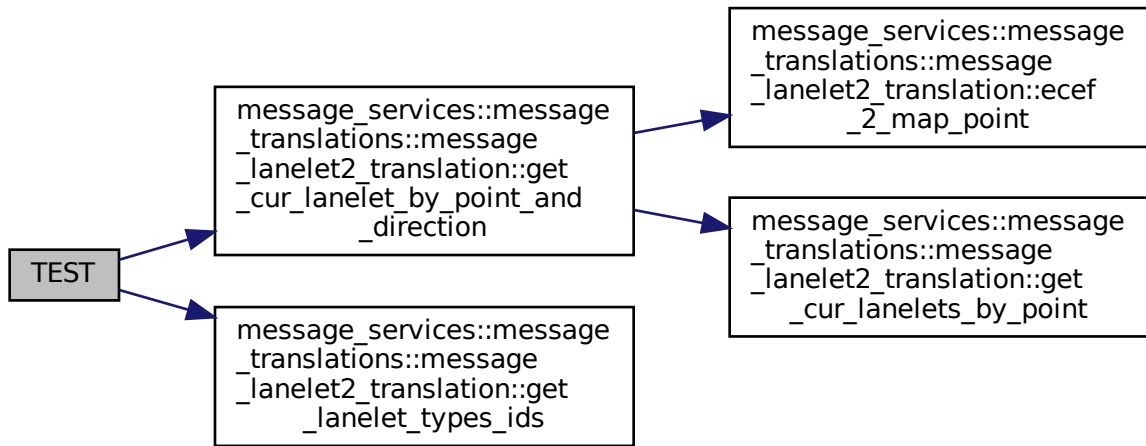 TEST
message_services::message
_translations::message
_lanelet2_translation::get
_cur_lanelet_by_point_and
_direction
message_services::message
_translations::message
_lanelet2_translation::ecef
_2_map_point
message_services::message
_translations::message
_lanelet2_translation::get
_cur_lanelets_by_point
message_services::message
_translations::message
_lanelet2_translation::get
_lanelet_types_ids